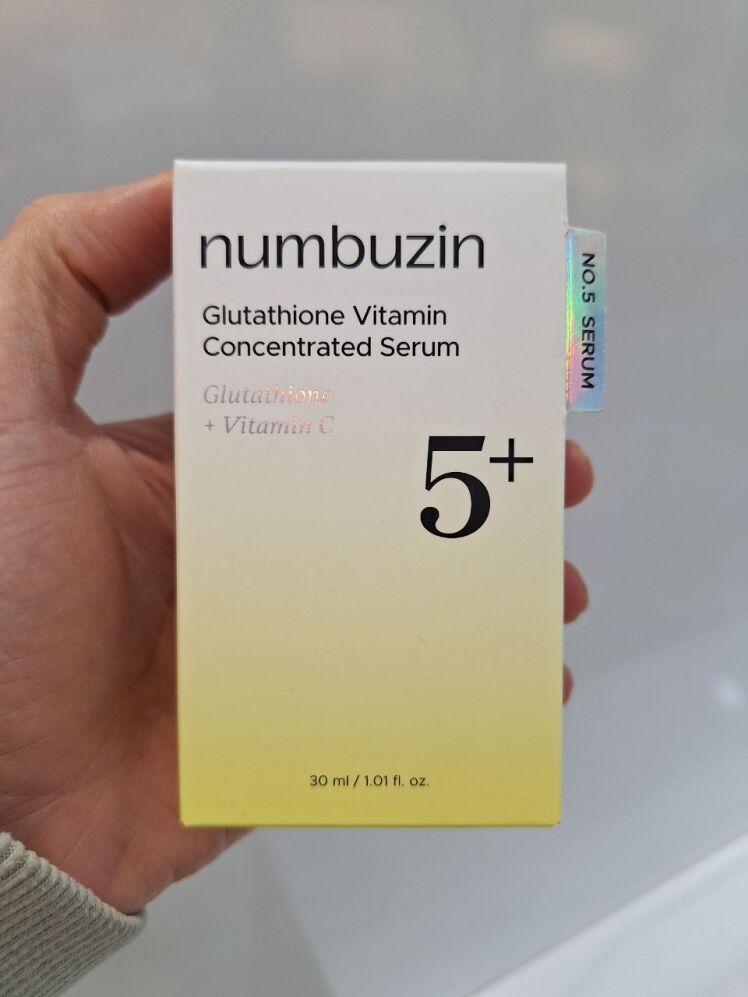 numbuzin
Glutathione Vitamin
Concentrated Serum
Glutathione
+ Vitamin C
5+
NO.5 SERUM
30 ml / 1.01 fl. oz.